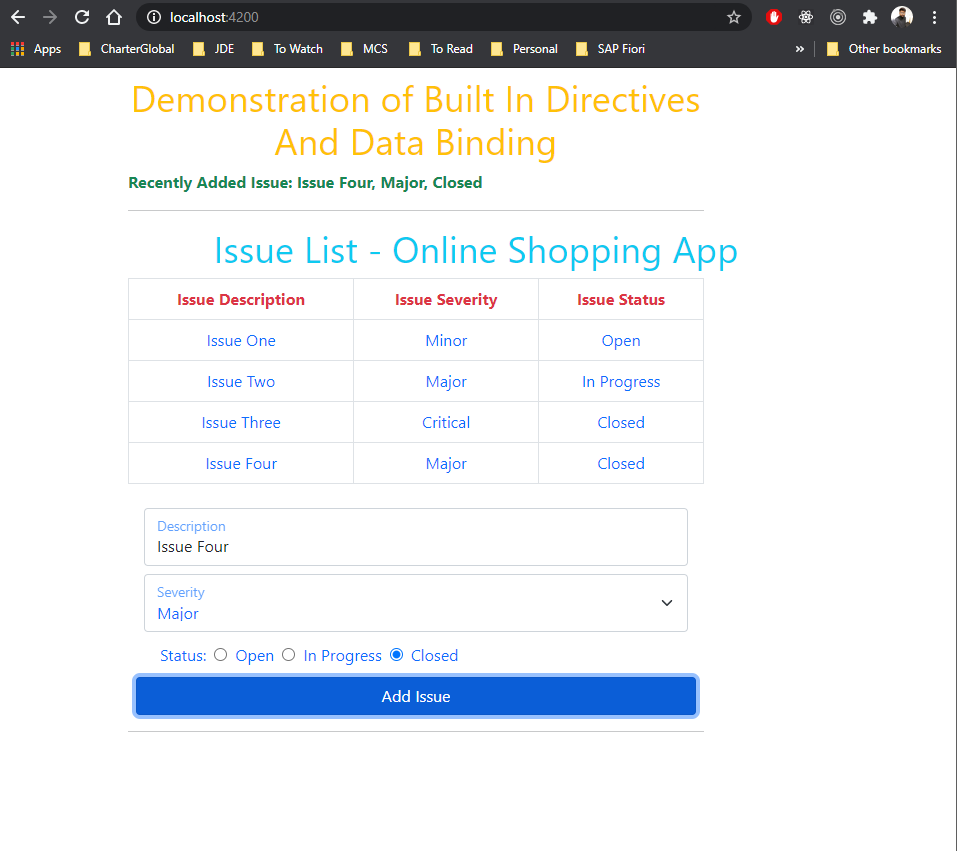 localhost:4200
Apps CharterGlobal JDE To Watch MCS To Read Personal SAP Fiori » Other bookmarks
Demonstration of Built In Directives
And Data Binding
Recently Added Issue: Issue Four, Major, Closed
Issue List - Online Shopping App
Issue Description Issue Severity Issue Status
Issue One Minor Open
Issue Two Major In Progress
Issue Three Critical Closed
Issue Four Major Closed
Description
Issue Four
Severity
Major
Status: Open In Progress Closed
Add Issue